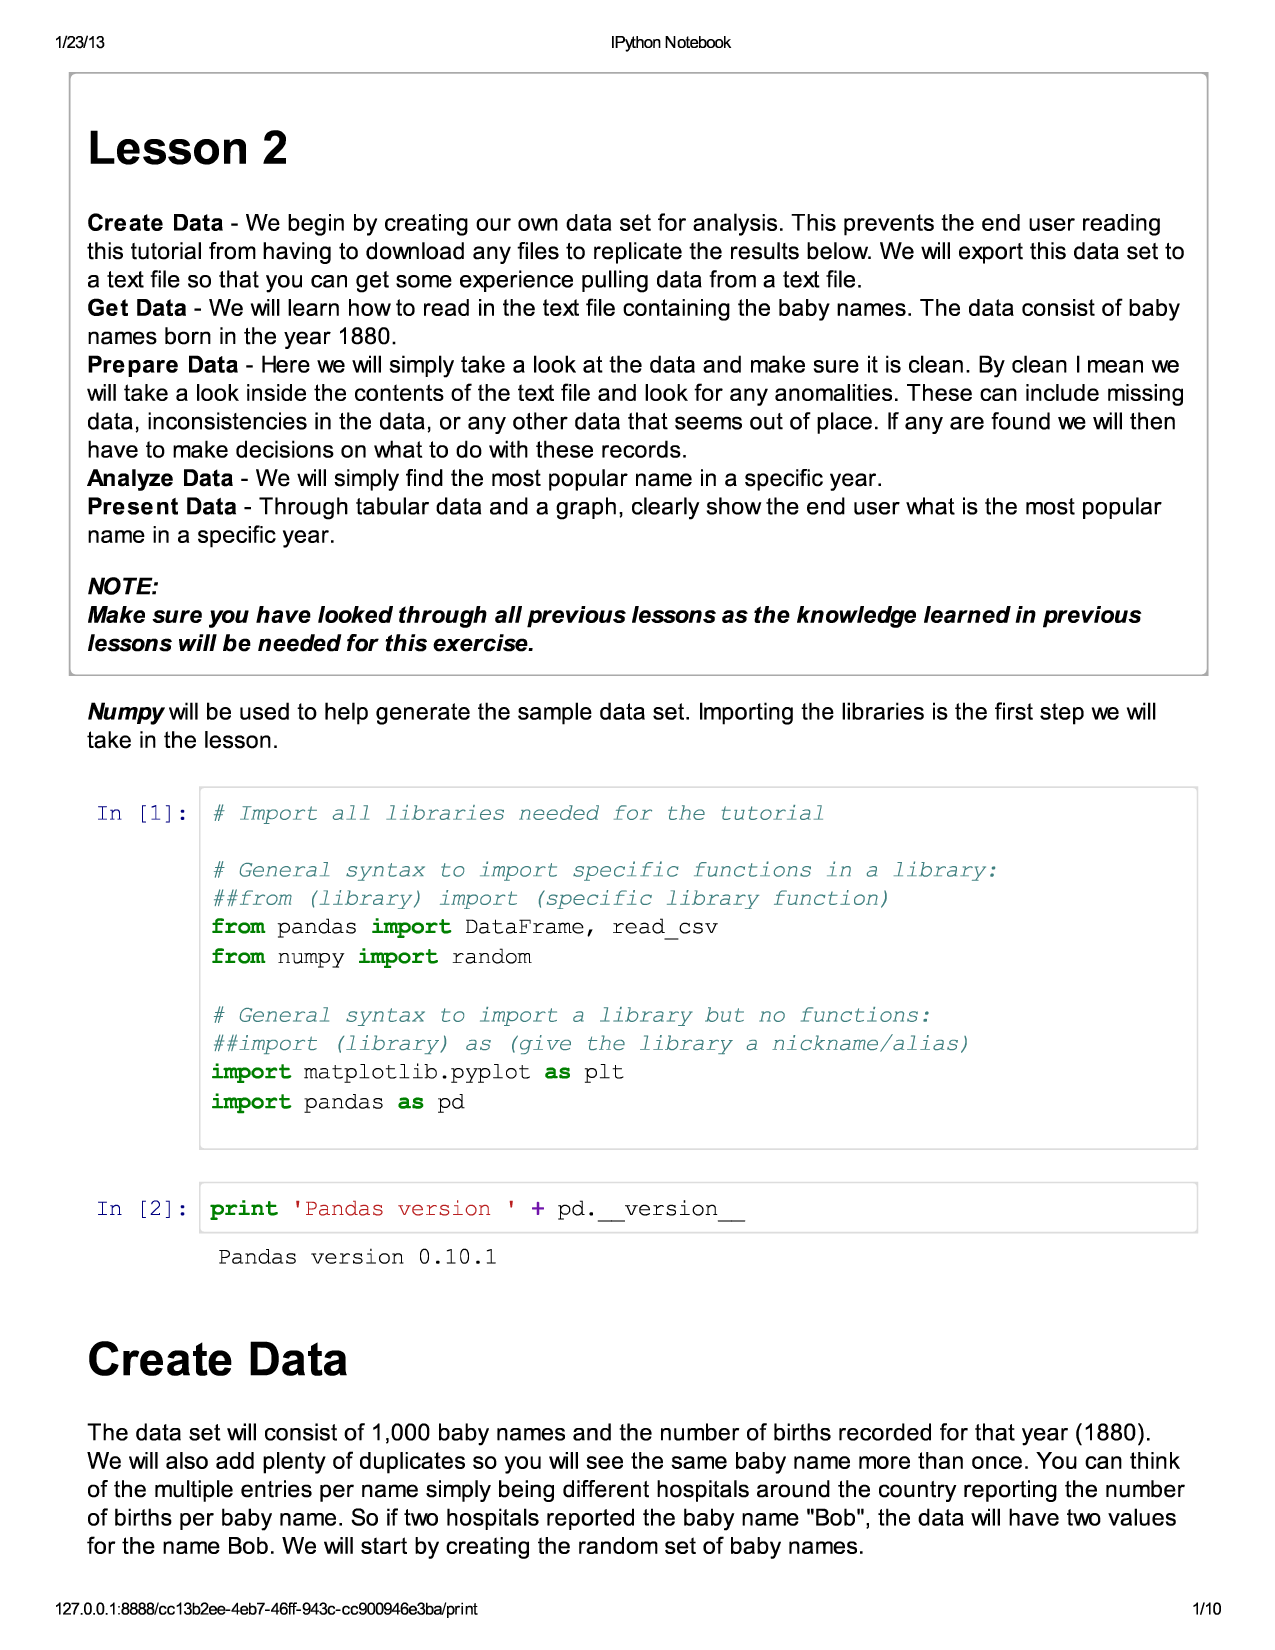 1/23/13
IPython Notebook
Lesson 2
Create Data - We begin by creating our own data set for analysis. This prevents the end user reading
this tutorial from having to download any files to replicate the results below. We will export this data set to
a text file so that you can get some experience pulling data from a text file.
Get Data - We will learn how to read in the text file containing the baby names. The data consist of baby
names born in the year 1880.
Prepare Data - Here we will simply take a look at the data and make sure it is clean. By clean I mean we
will take a look inside the contents of the text file and look for any anomalities. These can include missing
data, inconsistencies in the data, or any other data that seems out of place. If any are found we will then
have to make decisions on what to do with these records.
Analyze Data - We will simply find the most popular name in a specific year.
Present Data - Through tabular data and a graph, clearly show the end user what is the most popular
name in a specific year.
NOTE:
Make sure you have looked through all previous lessons as the knowledge learned in previous
lessons will be needed for this exercise.
Numpy will be used to help generate the sample data set. Importing the libraries is the first step we will
take in the lesson.
In [1]: # Import all libraries needed for the tutorial
# General syntax to import specific functions in a library:
##from (library) import (specific library function)
from pandas import DataFrame, read_csv
from numpy import random
# General syntax to import a library but no functions:
##import (library) as (give the library a nickname/alias)
import matplotlib.pyplot as plt
import pandas as pd
In [2]: print 'Pandas version ' + pd.__version__
Pandas version 0.10.1
Create Data
The data set will consist of 1,000 baby names and the number of births recorded for that year (1880).
We will also add plenty of duplicates so you will see the same baby name more than once. You can think
of the multiple entries per name simply being different hospitals around the country reporting the number
of births per baby name. So if two hospitals reported the baby name "Bob", the data will have two values
for the name Bob. We will start by creating the random set of baby names.
127.0.0.1:8888/cc13b2ee-4eb7-46ff-943c-cc900946e3ba/print
1/10